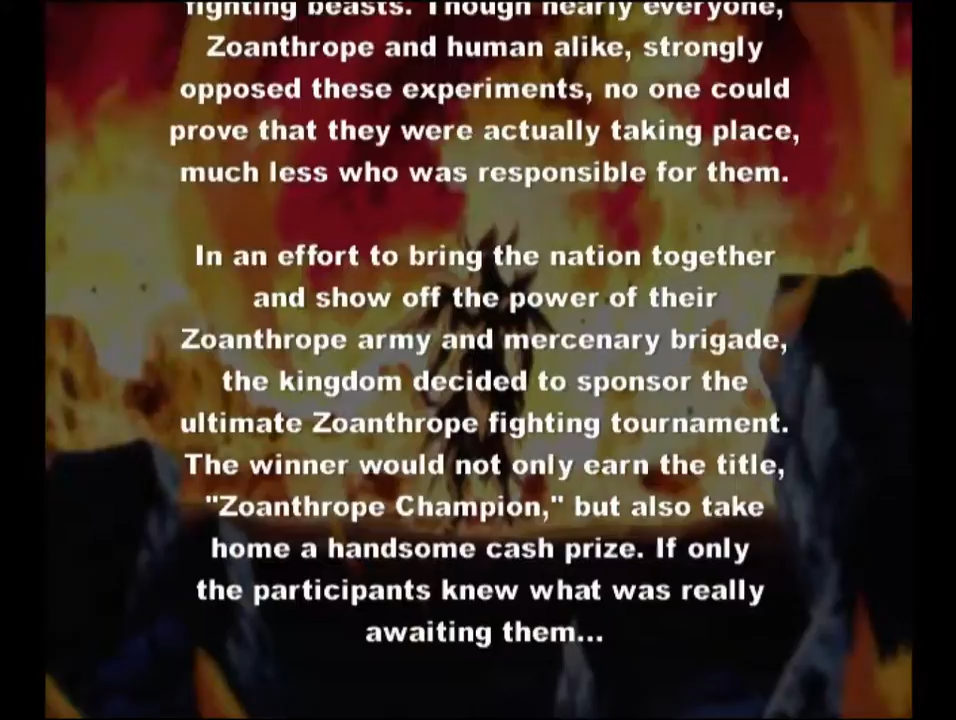 fighting beasts. Though nearly everyone,
Zoanthrope and human alike, strongly
opposed these experiments, no one could
prove that they were actually taking place,
much less who was responsible for them.
In an effort to bring the nation together
and show off the power of their
Zoanthrope army and mercenary brigade,
the kingdom decided to sponsor the
ultimate Zoanthrope fighting tournament.
The winner would not only earn the title,
"Zoanthrope Champion," but also take
home a handsome cash prize. If only
the participants knew what was really
awaiting them...